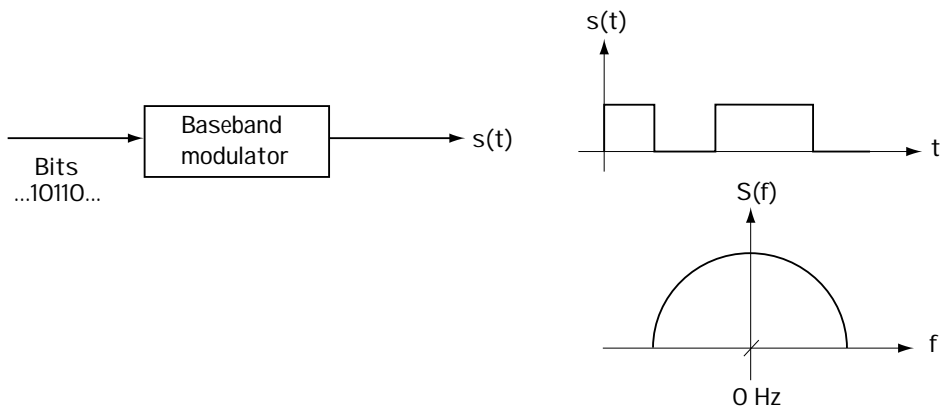 Bits
...10110...
Baseband
modulator
s(t)
s(t)
t
S(f)
f
0 Hz